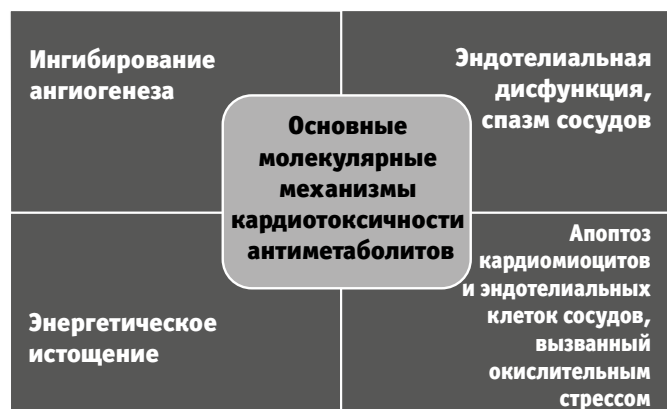 Ингибирование
ангиогенеза
Эндотелиальная
дисфункция,
спазм сосудов
Основные
молекулярные
механизмы
кардиотоксичности
антиметаболитов
Энергетическое
истощение
Апоптоз
кардиомиоцитов
и эндотелиальных
клеток сосудов,
вызванный
окислительным
стрессом